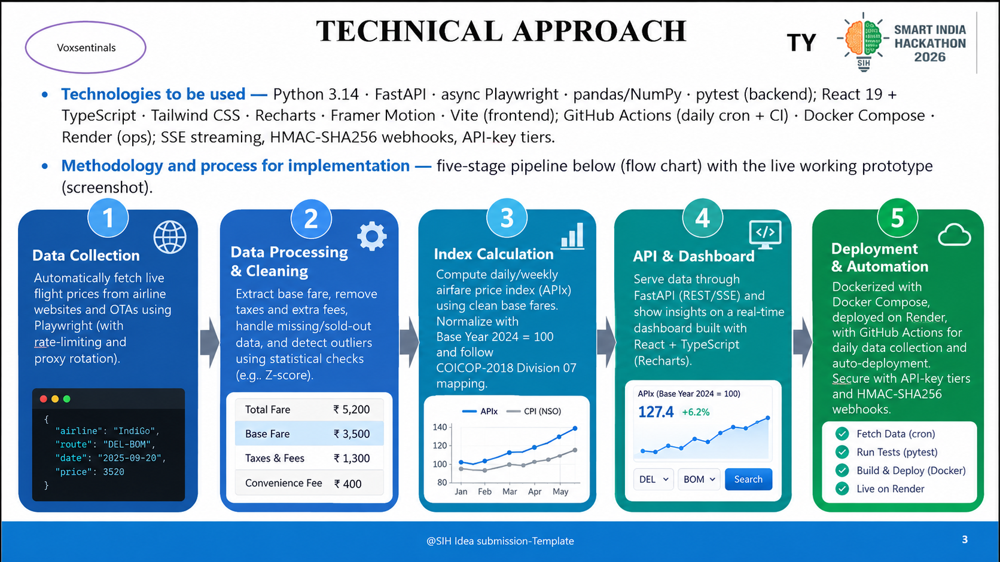 Voxsentinals
TECHNICAL APPROACH
TY
SIH
SMART INDIA
HACKATHON
2026
• Technologies to be used — Python 3.14 · FastAPI · async Playwright · pandas/NumPy · pytest (backend); React 19 +
TypeScript · Tailwind CSS · Recharts · Framer Motion · Vite (frontend); GitHub Actions (daily cron + CI) · Docker Compose ·
Render (ops); SSE streaming, HMAC-SHA256 webhooks, API-key tiers.
• Methodology and process for implementation — five-stage pipeline below (flow chart) with the live working prototype
(screenshot).
1
Data Collection
Automatically fetch live
flight prices from airline
websites and OTAs using
Playwright (with
rate-limiting and
proxy rotation).
{
"airline": "IndiGo",
"route": "DEL-BOM",
"date": "2025-09-20",
"price": 3520
}
2
Data Processing
& Cleaning
Extract base fare, remove
taxes and extra fees,
handle missing/sold-out
data, and detect outliers
using statistical checks
(e.g.. Z-score).
Total Fare ₹ 5,200
Base Fare ₹ 3,500
Taxes & Fees ₹ 1,300
Convenience Fee ₹ 400
3
Index Calculation
Compute daily/weekly
airfare price index (APIx)
using clean base fares.
Normalize with
Base Year 2024 = 100
and follow
COICOP-2018 Division 07
mapping.
APIx CPI (NSO)
140
120
100
80
Jan Feb Mar Apr May
4
API & Dashboard
Serve data through
FastAPI (REST/SSE) and
show insights on a real-time
dashboard built with
React + TypeScript
(Recharts).
APIx (Base Year 2024 = 100)
127.4 +6.2%
DEL BOM Search
5
Deployment
& Automation
Dockerized with
Docker Compose,
deployed on Render,
with GitHub Actions for
daily data collection and
auto-deployment.
Secure with API-key tiers
and HMAC-SHA256
webhooks.
Fetch Data (cron)
Run Tests (pytest)
Build & Deploy (Docker)
Live on Render
@SIH Idea submission-Template
3